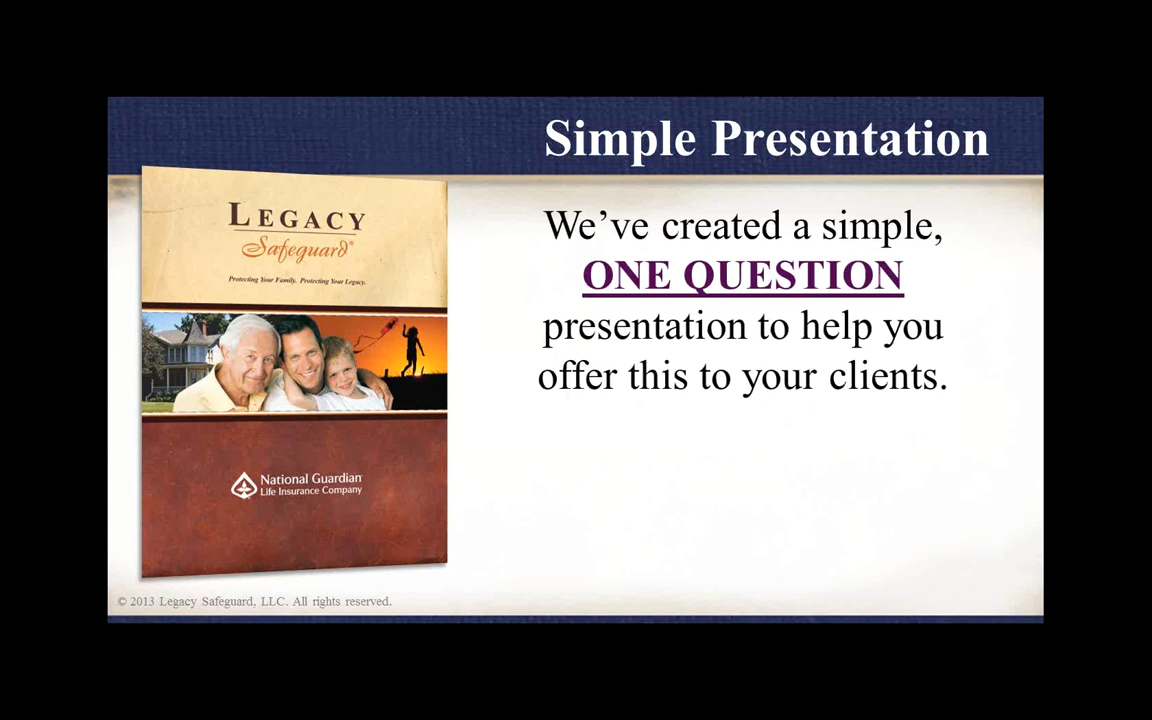 Simple Presentation
LEGACY
Safeguard®
Protecting Your Family. Protecting Your Legacy.
National Guardian
Life Insurance Company
We've created a simple,
ONE QUESTION
presentation to help you
offer this to your clients.
© 2013 Legacy Safeguard, LLC. All rights reserved.